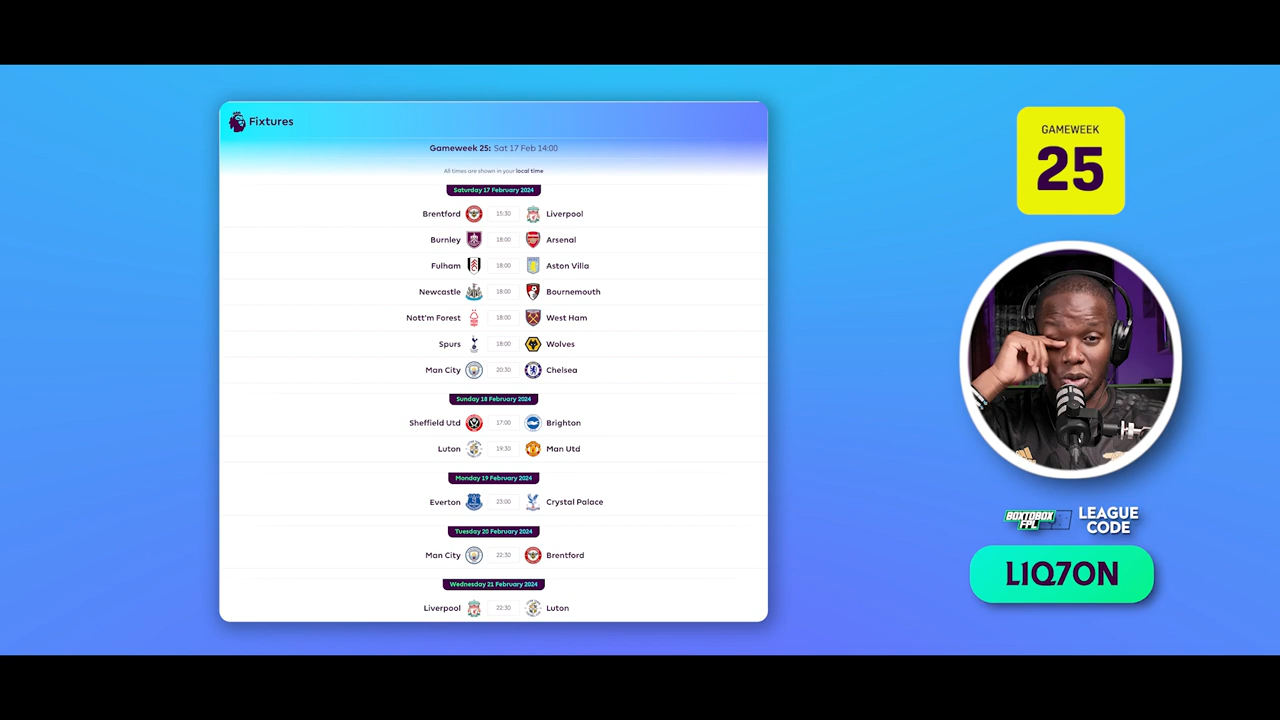 Fixtures
Gameweek 25: Sat 17 Feb 14:00
All times are shown in your local time
Saturday 17 February 2024
Brentford 15:30 Liverpool
Burnley 18:00 Arsenal
Fulham 18:00 Aston Villa
Newcastle 18:00 Bournemouth
Nott'm Forest 18:00 West Ham
Spurs 18:00 Wolves
Man City 20:30 Chelsea
Sunday 18 February 2024
Sheffield Utd 17:00 Brighton
Luton 19:30 Man Utd
Monday 19 February 2024
Everton 23:00 Crystal Palace
Tuesday 20 February 2024
Man City 22:30 Brentford
Wednesday 21 February 2024
Liverpool 22:30 Luton
GAMEWEEK
25
BOXTOBOX
FPL
LEAGUE
CODE
L1Q7ON